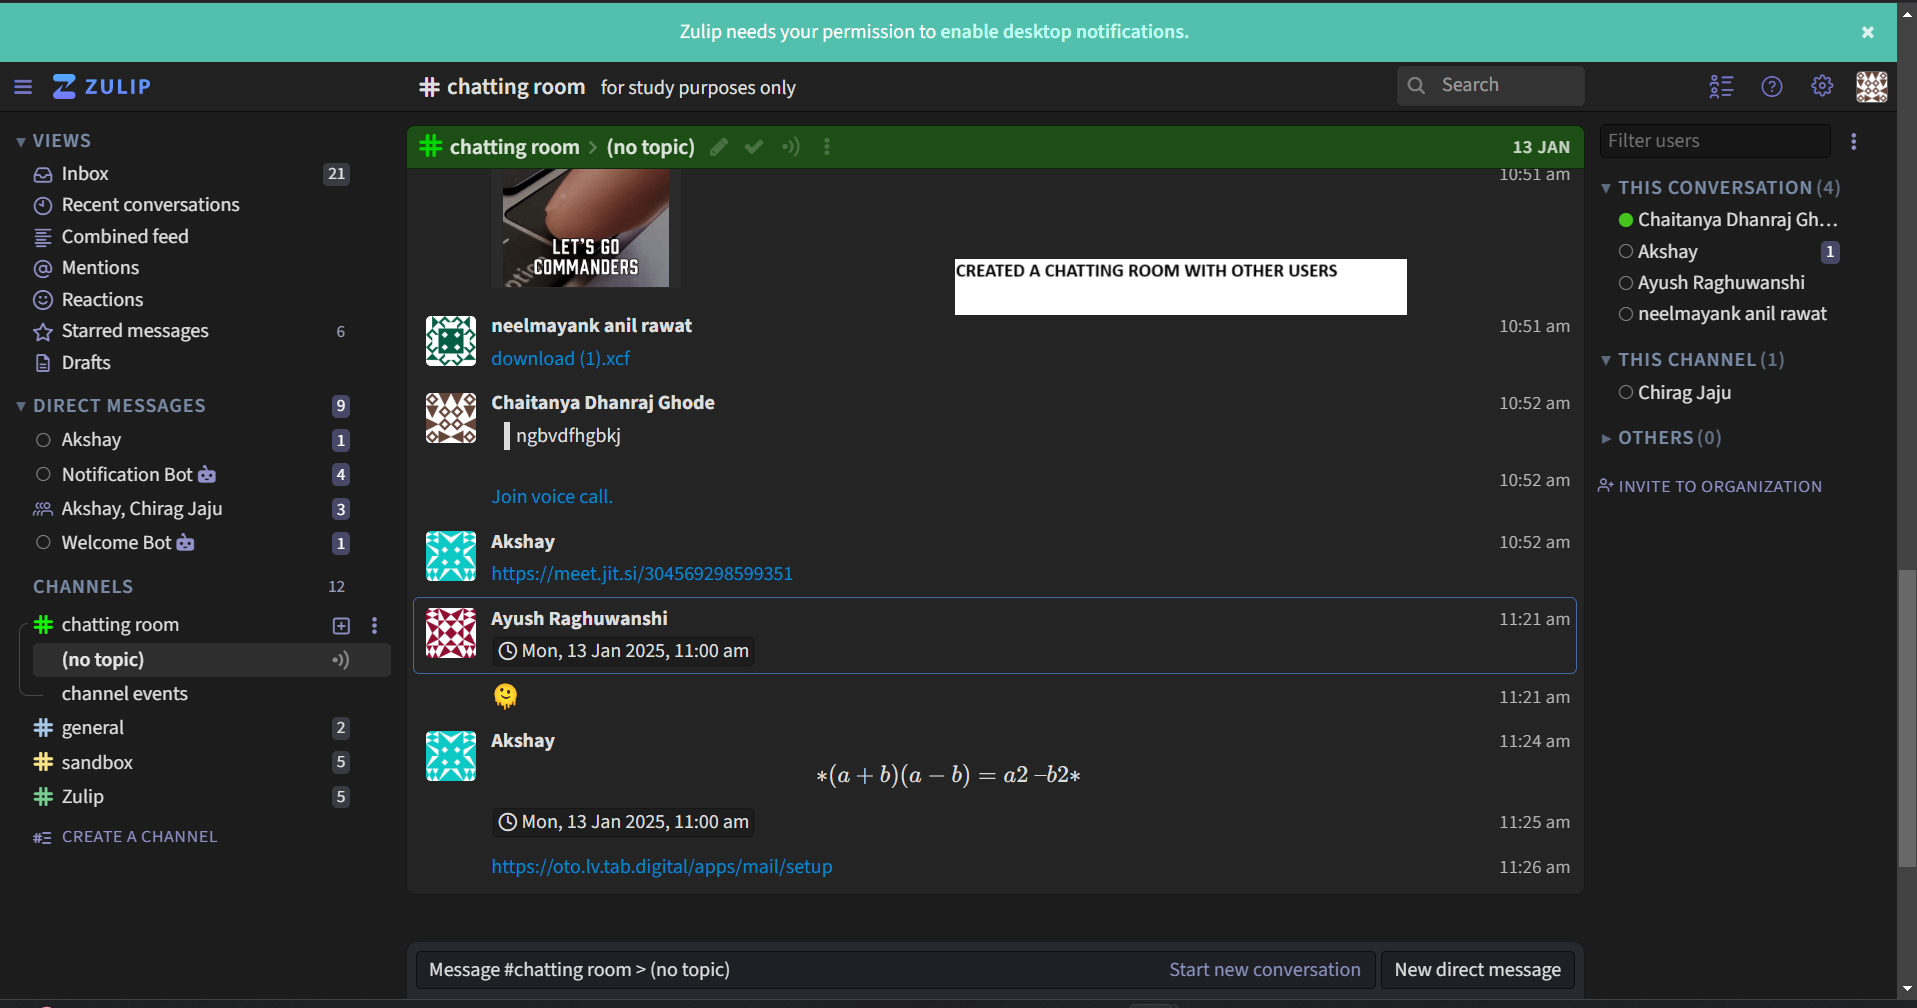 Zulip needs your permission to enable desktop notifications.
ZULIP
chatting room for study purposes only
Search
VIEWS
Inbox 21
Recent conversations
Combined feed
Mentions
Reactions
Starred messages 6
Drafts
DIRECT MESSAGES 9
Akshay 1
Notification Bot 4
Akshay, Chirag Jaju 3
Welcome Bot 1
CHANNELS 12
chatting room
(no topic)
channel events
general 2
sandbox 5
Zulip 5
CREATE A CHANNEL
chatting room > (no topic) 13 JAN
10:51 am
LET'S GO
COMMANDERS
CREATED A CHATTING ROOM WITH OTHER USERS
neelmayank anil rawat 10:51 am
download (1).xcf
Chaitanya Dhanraj Ghode 10:52 am
ngbvdfhgbkj
10:52 am
Join voice call.
Akshay 10:52 am
https://meet.jit.si/304569298599351
Ayush Raghuwanshi 11:21 am
Mon, 13 Jan 2025, 11:00 am
11:21 am
Akshay 11:24 am
*(a + b)(a − b) = a2 –b2*
Mon, 13 Jan 2025, 11:00 am 11:25 am
https://oto.lv.tab.digital/apps/mail/setup 11:26 am
Message #chatting room > (no topic) Start new conversation New direct message
Filter users
THIS CONVERSATION (4)
Chaitanya Dhanraj Gh...
Akshay 1
Ayush Raghuwanshi
neelmayank anil rawat
THIS CHANNEL (1)
Chirag Jaju
OTHERS (0)
INVITE TO ORGANIZATION